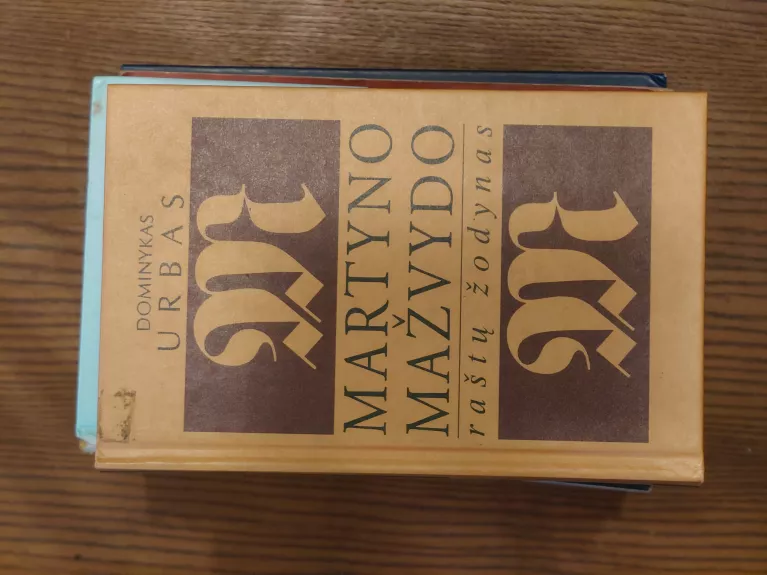 DOMINYKAS
URBAS
M
MARTYNO
MAŽVYDO
raštų žodynas
M